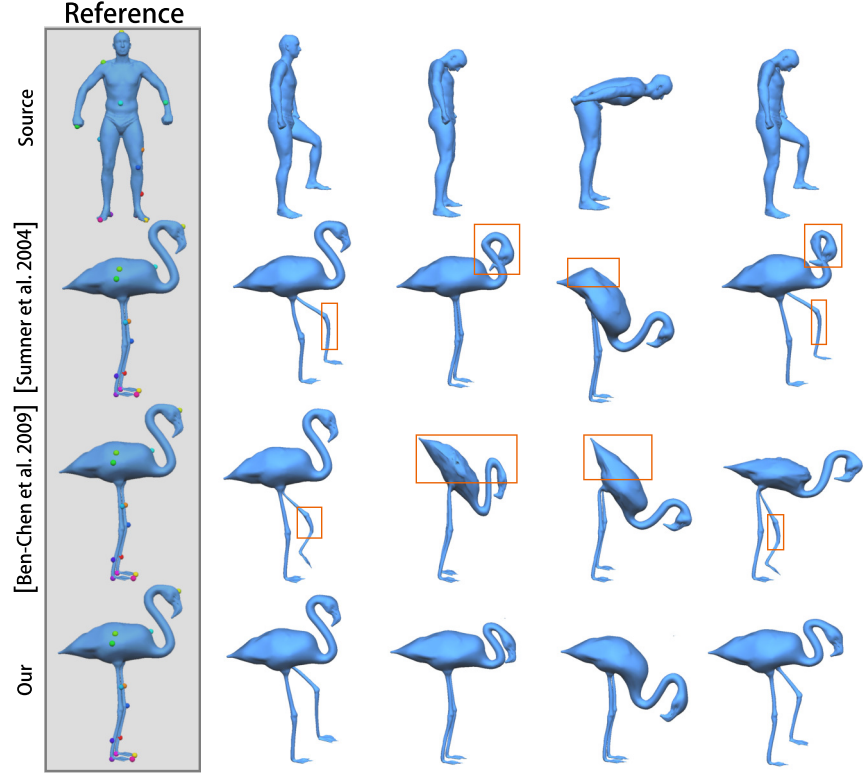 Reference
Source
[Sumner et al. 2004]
[Ben-Chen et al. 2009]
Our